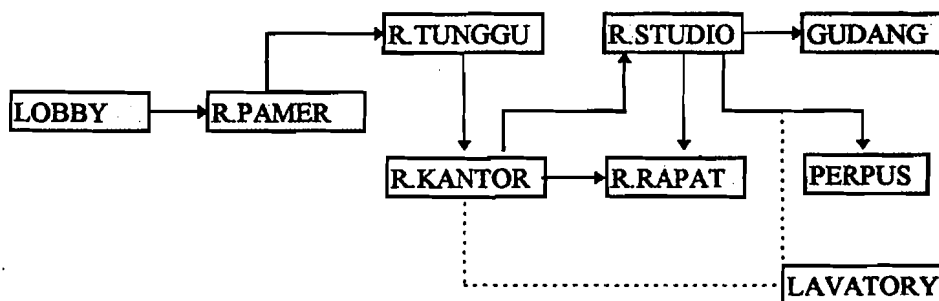 R.TUNGGU
R.STUDIO
GUDANG
LOBBY
R.PAMER
R.KANTOR
R.RAPAT
PERPUS
LAVATORY